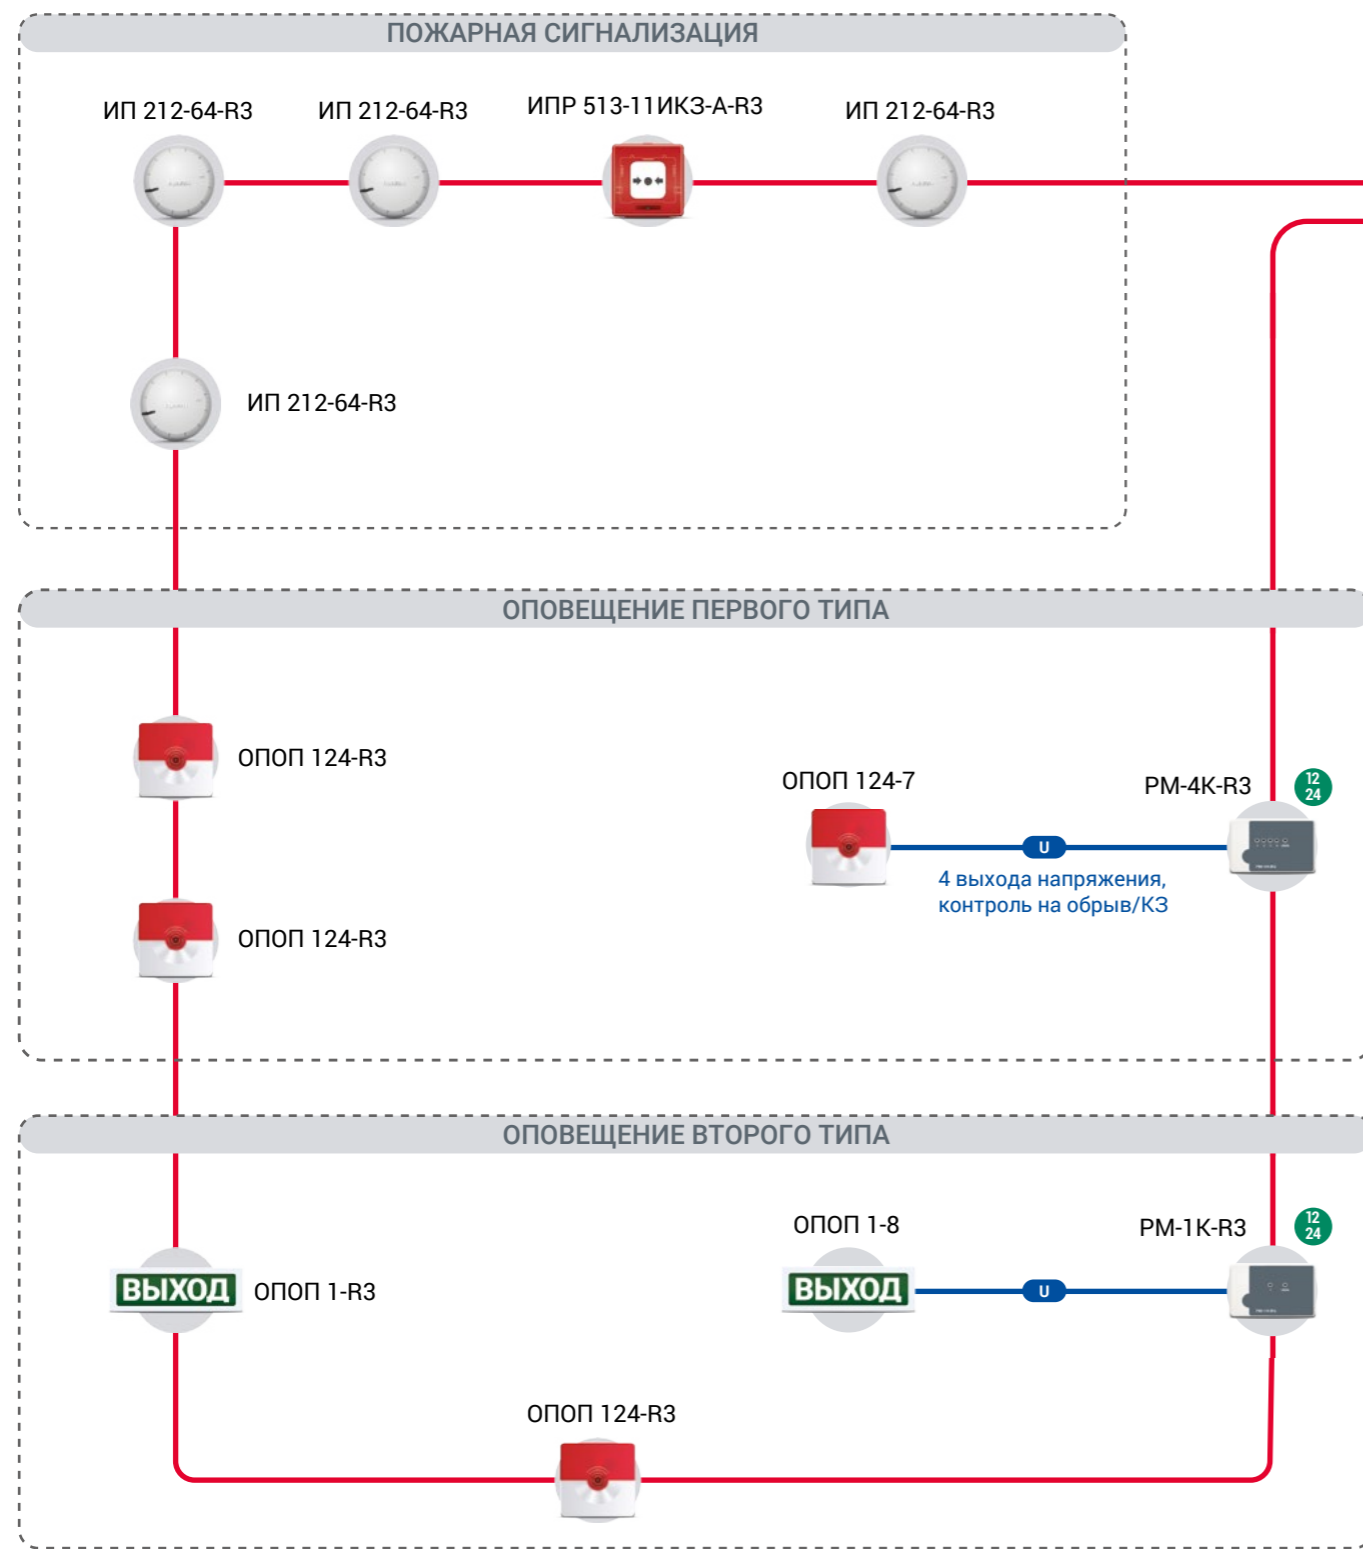 ПОЖАРНАЯ СИГНАЛИЗАЦИЯ
ИП 212-64-R3
ИП 212-64-R3
ИПР 513-11ИКЗ-А-R3
ИП 212-64-R3
ИП 212-64-R3
ОПОВЕЩЕНИЕ ПЕРВОГО ТИПА
ОПОП 124-R3
ОПОП 124-7
РМ-4К-R3
12
24
U
4 выхода напряжения,
контроль на обрыв/КЗ
ОПОП 124-R3
ОПОВЕЩЕНИЕ ВТОРОГО ТИПА
ОПОП 1-8
РМ-1К-R3
12
24
ВЫХОД
ОПОП 1-R3
ВЫХОД
U
ОПОП 124-R3